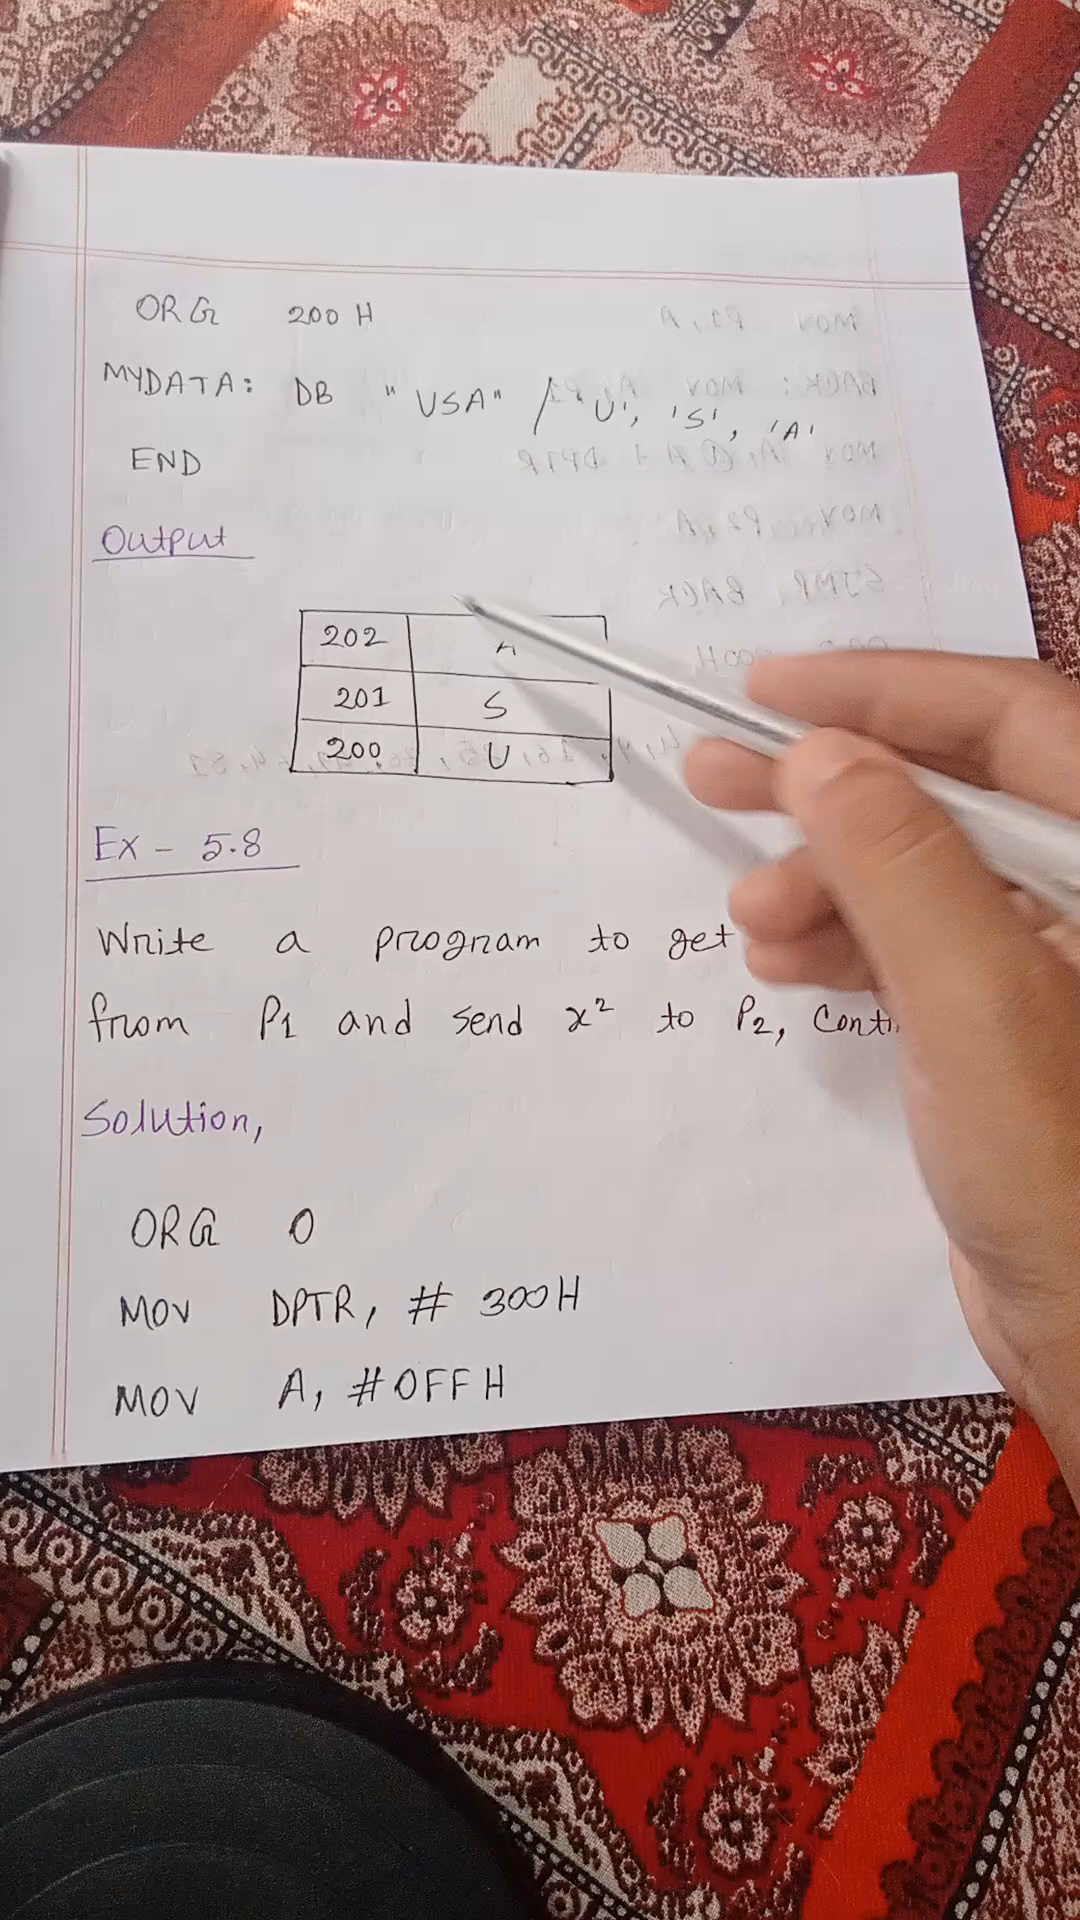 ORG 200 H
MYDATA: DB "USA" / 'U', 'S', 'A'
END
Output
202 A
201 S
200 U
Ex - 5.8
Write a program to get
from P1 and send x² to P2,
Solution,
ORG 0
MOV DPTR, # 300H
MOV A, #0FFH